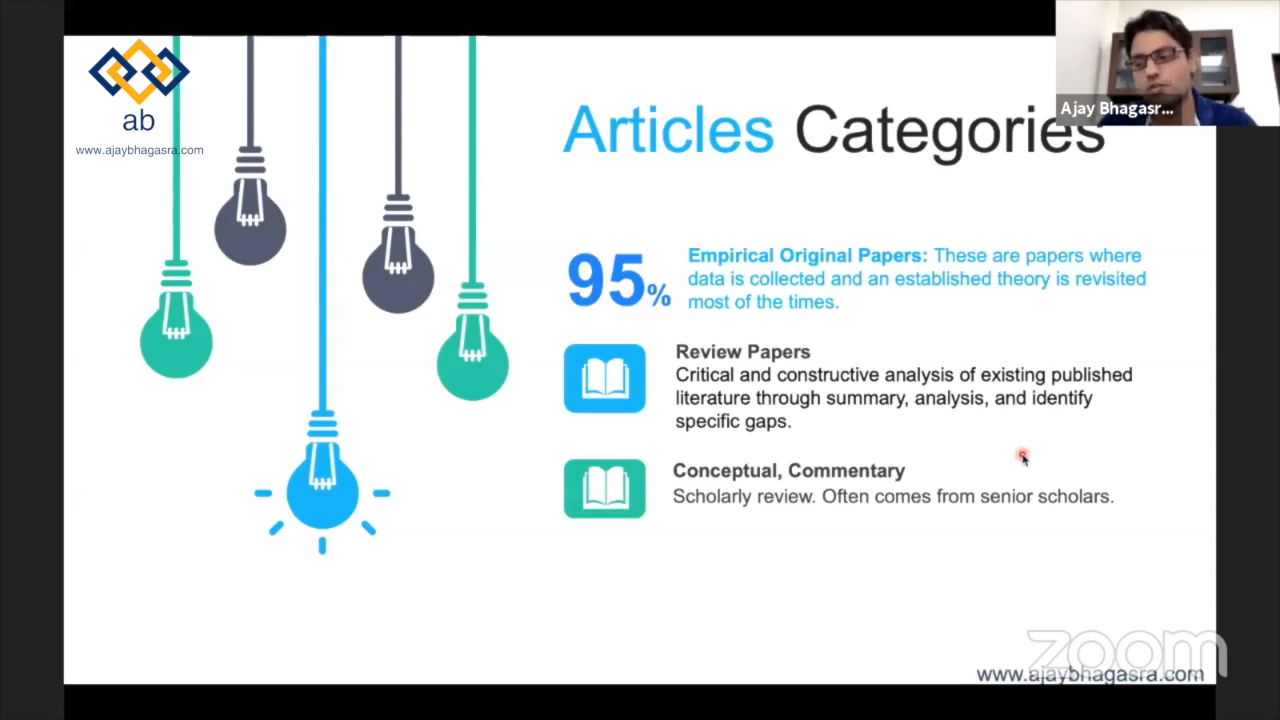 ab
www.ajaybhagasra.com
Ajay Bhagasr...
Articles Categories
95%
Empirical Original Papers: These are papers where
data is collected and an established theory is revisited
most of the times.
Review Papers
Critical and constructive analysis of existing published
literature through summary, analysis, and identify
specific gaps.
Conceptual, Commentary
Scholarly review. Often comes from senior scholars.
zoom
www.ajaybhagasra.com